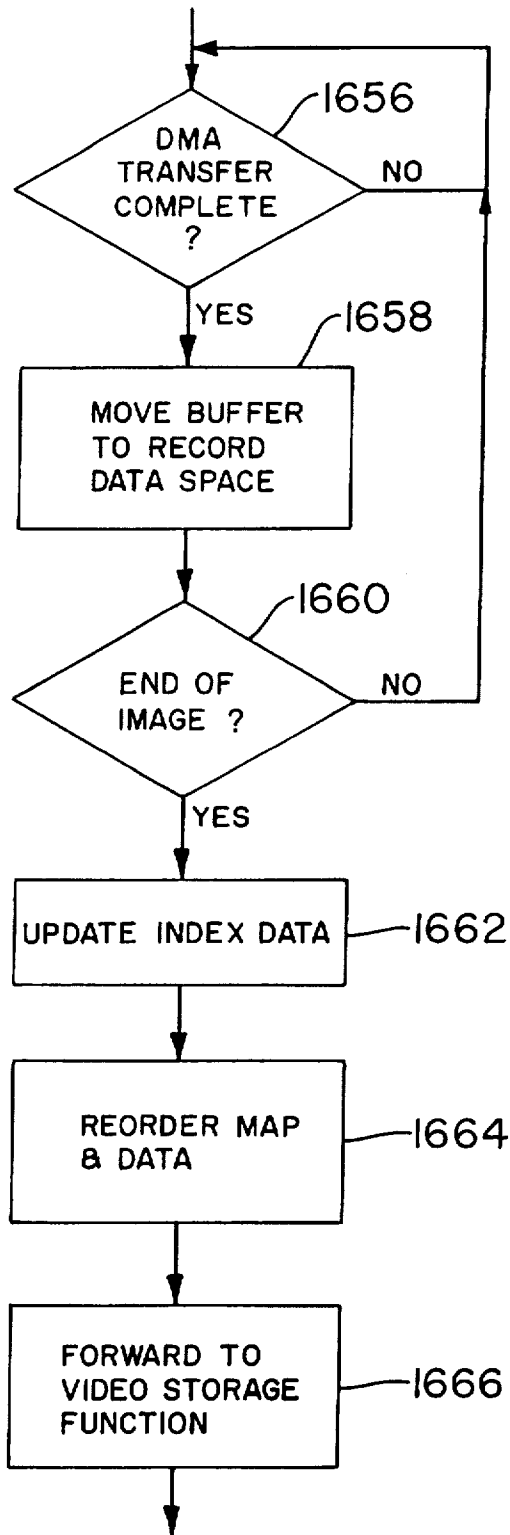 1656
DMA
TRANSFER
COMPLETE
?
NO
YES
1658
MOVE BUFFER
TO RECORD
DATA SPACE
1660
END OF
IMAGE ?
NO
YES
UPDATE INDEX DATA
1662
REORDER MAP
& DATA
1664
FORWARD TO
VIDEO STORAGE
FUNCTION
1666